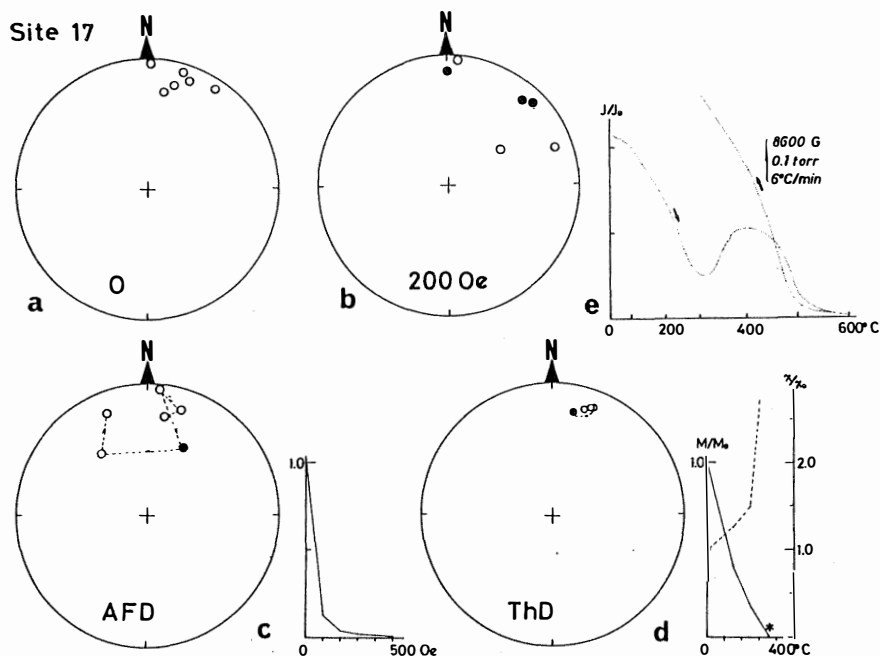 Site 17
N
O
a
N
200 Oe
b
J/J₀
8600 G
0.1 torr
6°C/min
0
200
400
600°C
e
N
AFD
c
1.0
0
500 Oe
N
ThD
d
M/M₀
1.0
χ/χ₀
2.0
1.0
*
0
400°C